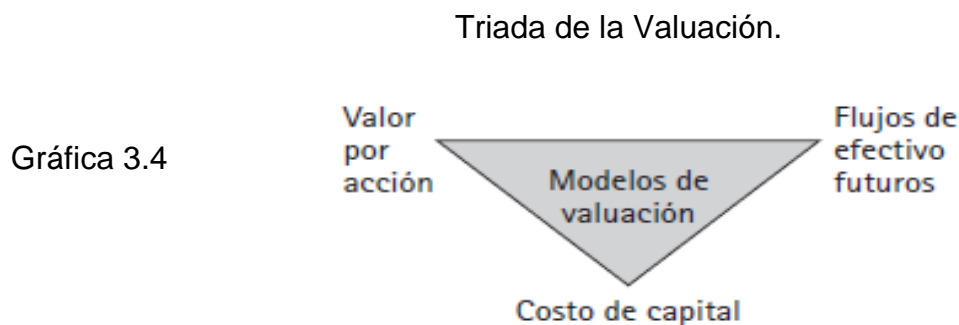 Triada de la Valuación.
Gráfica 3.4
Valor
por
acción
Flujos de
efectivo
futuros
Modelos de
valuación
Costo de capital